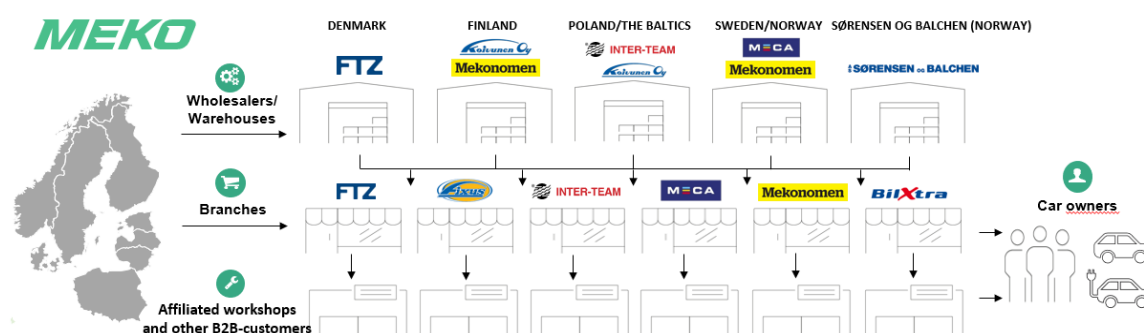 MEKO
DENMARK
FINLAND
POLAND/THE BALTICS
SWEDEN/NORWAY
SØRENSEN OG BALCHEN (NORWAY)
FTZ
Koivunen Oy
Mekonomen
INTER-TEAM
Koivunen Oy
MECA
Mekonomen
SØRENSEN OG BALCHEN
Wholesalers/
Warehouses
FTZ
Fixus
INTER-TEAM
MECA
Mekonomen
BilXtra
Branches
Car owners
Affiliated workshops
and other B2B-customers